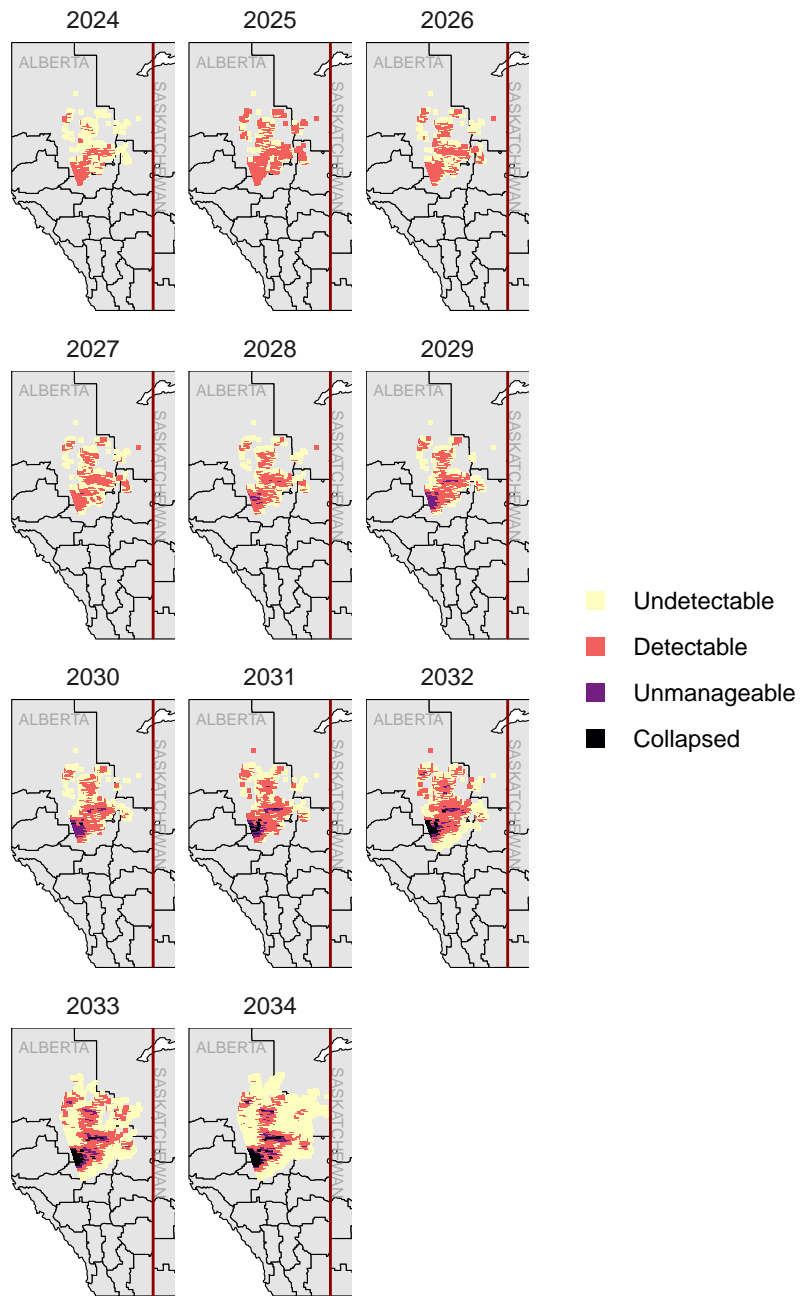 2024
2025
2026
ALBERTA
SASKATCHEWAN
ALBERTA
SASKATCHEWAN
ALBERTA
SASKATCHEWAN
2027
2028
2029
ALBERTA
SASKATCHEWAN
ALBERTA
SASKATCHEWAN
ALBERTA
SASKATCHEWAN
Undetectable
Detectable
Unmanageable
Collapsed
2030
2031
2032
ALBERTA
SASKATCHEWAN
ALBERTA
SASKATCHEWAN
ALBERTA
SASKATCHEWAN
2033
2034
ALBERTA
SASKATCHEWAN
ALBERTA
SASKATCHEWAN